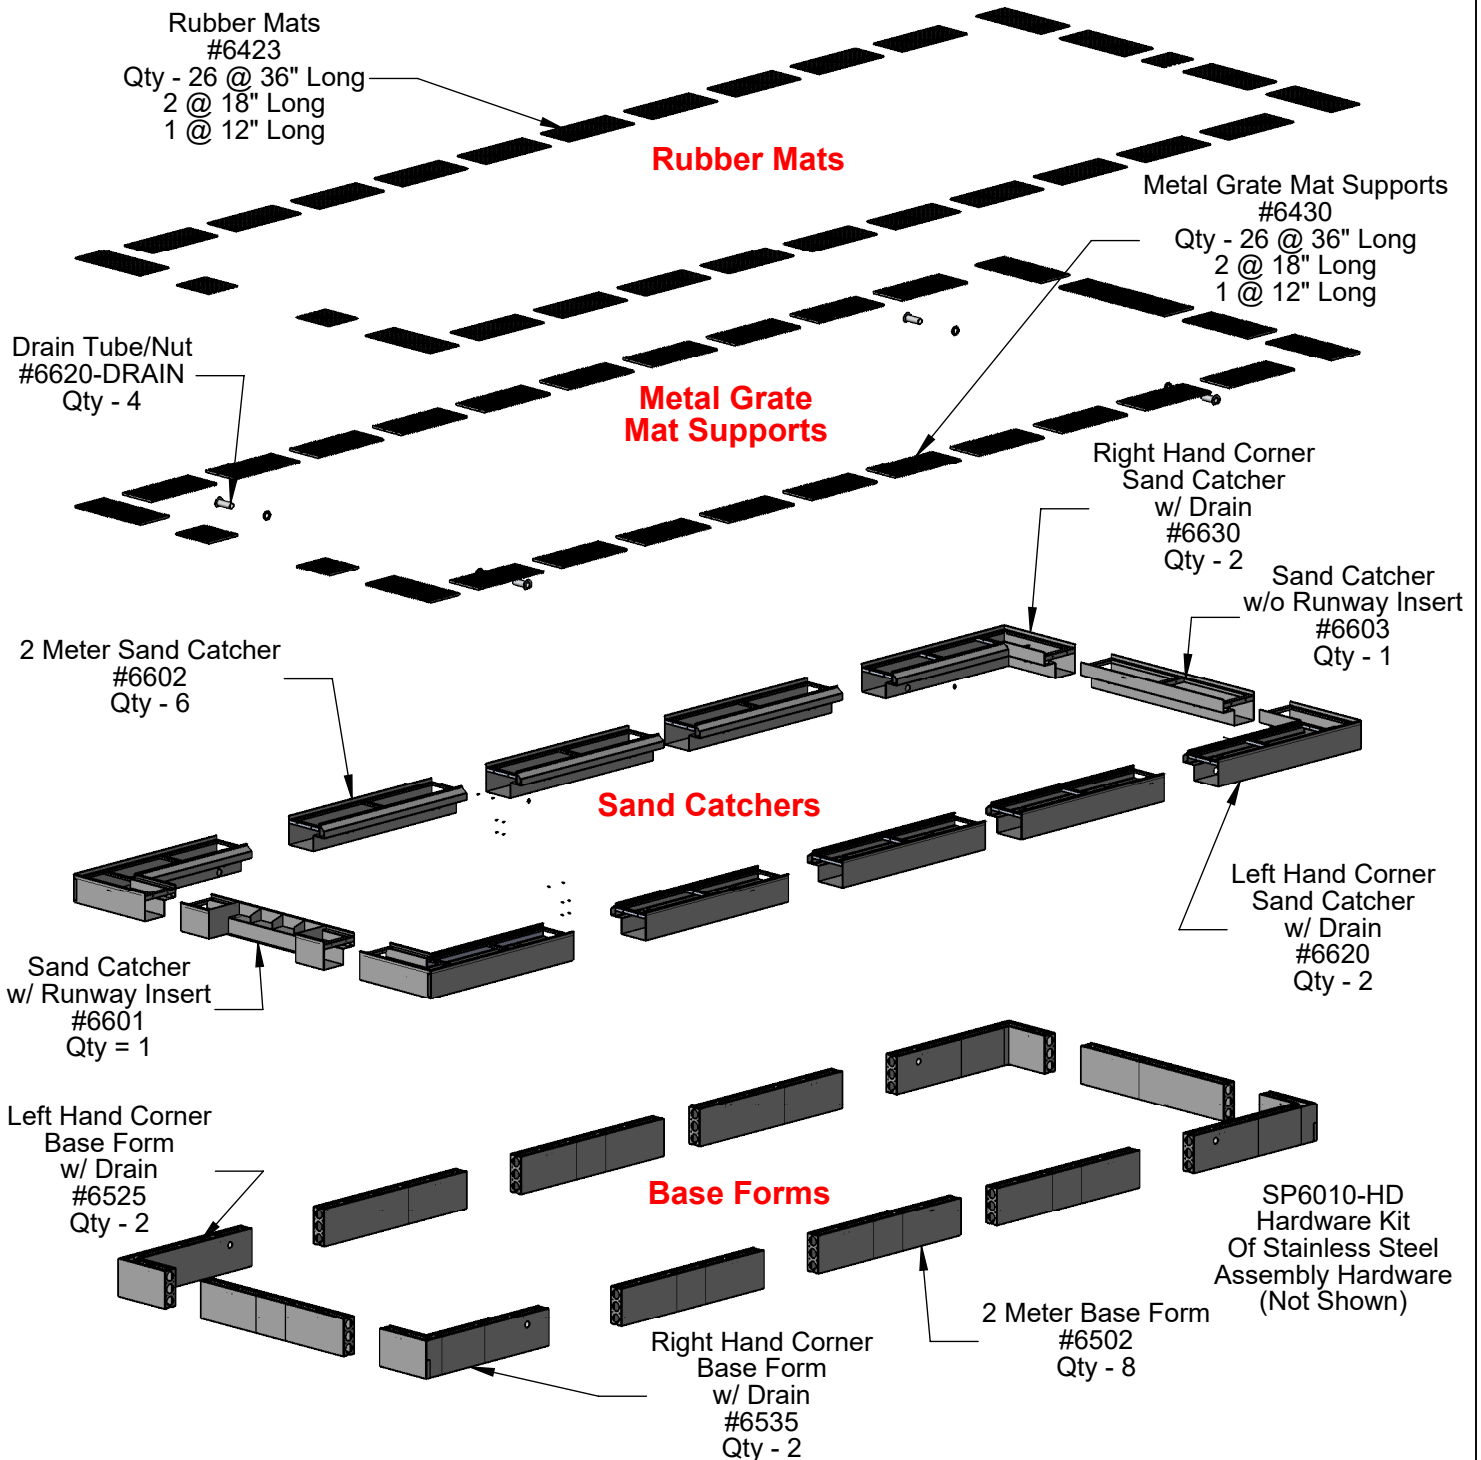 Rubber Mats
#6423
Qty - 26 @ 36" Long
2 @ 18" Long
1 @ 12" Long
Rubber Mats
Metal Grate Mat Supports
#6430
Qty - 26 @ 36" Long
2 @ 18" Long
1 @ 12" Long
Drain Tube/Nut
#6620-DRAIN
Qty - 4
Metal Grate
Mat Supports
Right Hand Corner
Sand Catcher
w/ Drain
#6630
Qty - 2
Sand Catcher
w/o Runway Insert
#6603
Qty - 1
2 Meter Sand Catcher
#6602
Qty - 6
Sand Catchers
Left Hand Corner
Sand Catcher
w/ Drain
#6620
Qty - 2
Sand Catcher
w/ Runway Insert
#6601
Qty = 1
Left Hand Corner
Base Form
w/ Drain
#6525
Qty - 2
Base Forms
SP6010-HD
Hardware Kit
Of Stainless Steel
Assembly Hardware
(Not Shown)
2 Meter Base Form
#6502
Qty - 8
Right Hand Corner
Base Form
w/ Drain
#6535
Qty - 2